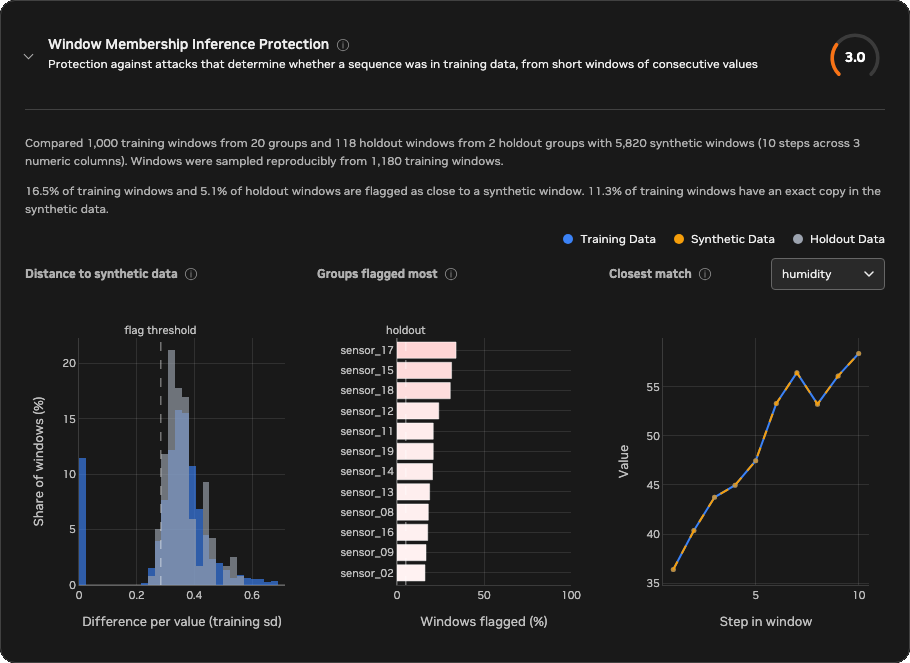 Window Membership Inference Protection
Protection against attacks that determine whether a sequence was in training data, from short windows of consecutive values
3.0
Compared 1,000 training windows from 20 groups and 118 holdout windows from 2 holdout groups with 5,820 synthetic windows (10 steps across 3
numeric columns). Windows were sampled reproducibly from 1,180 training windows.
16.5% of training windows and 5.1% of holdout windows are flagged as close to a synthetic window. 11.3% of training windows have an exact copy in the
synthetic data.
Training Data
Synthetic Data
Holdout Data
Distance to synthetic data
flag threshold
Share of windows (%)
20
15
10
5
0
0
0.2
0.4
0.6
Difference per value (training sd)
Groups flagged most
holdout
sensor_17
sensor_15
sensor_18
sensor_12
sensor_11
sensor_19
sensor_14
sensor_13
sensor_08
sensor_16
sensor_09
sensor_02
0
50
100
Windows flagged (%)
Closest match
humidity
Value
55
50
45
40
35
5
10
Step in window